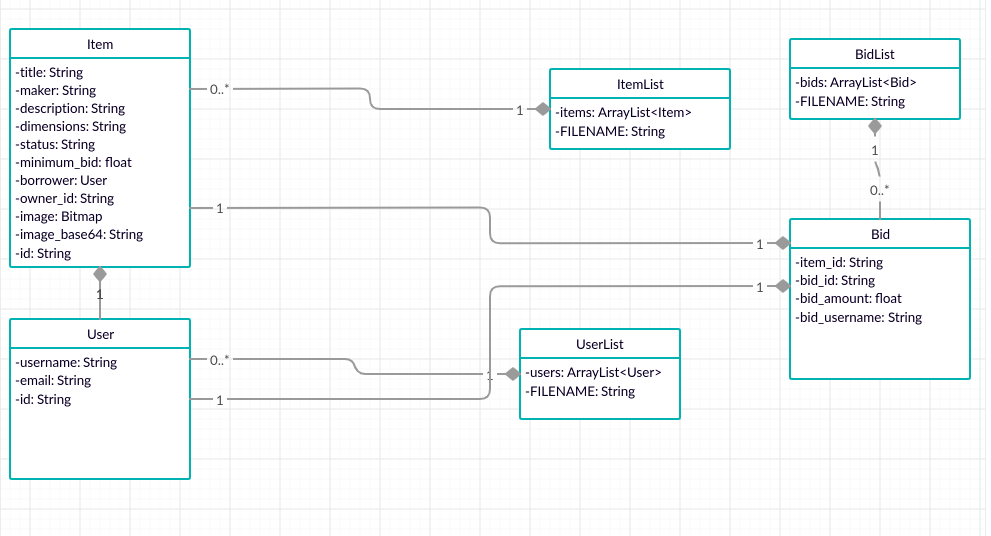 Item
-title: String
-maker: String
-description: String
-dimensions: String
-status: String
-minimum_bid: float
-borrower: User
-owner_id: String
-image: Bitmap
-image_base64: String
-id: String
0..*
1
ItemList
-items: ArrayList<Item>
-FILENAME: String
BidList
-bids: ArrayList<Bid>
-FILENAME: String
1
0..*
1
1
Bid
-item_id: String
-bid_id: String
-bid_amount: float
-bid_username: String
1
1
User
-username: String
-email: String
-id: String
0..*
1
1
UserList
-users: ArrayList<User>
-FILENAME: String